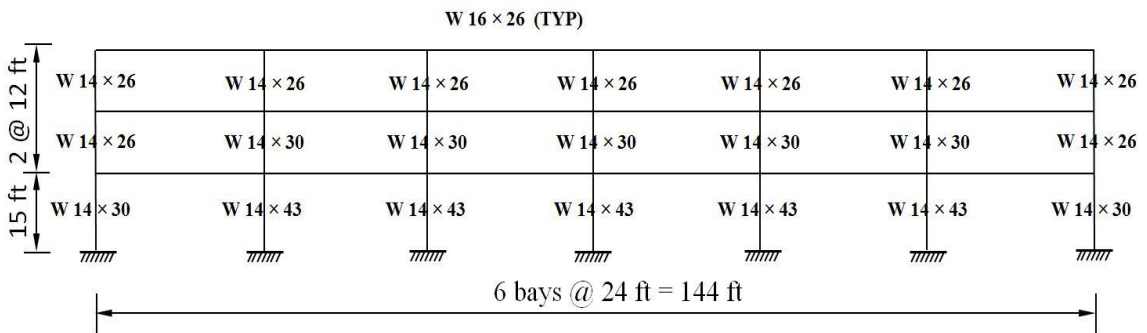 W 16 × 26 (TYP)
W 14 × 26 W 14 × 26 W 14 × 26 W 14 × 26 W 14 × 26 W 14 × 26 W 14 × 26
2 @ 12 ft
W 14 × 26 W 14 × 30 W 14 × 30 W 14 × 30 W 14 × 30 W 14 × 30 W 14 × 26
15 ft
W 14 × 30 W 14 × 43 W 14 × 43 W 14 × 43 W 14 × 43 W 14 × 43 W 14 × 30
6 bays @ 24 ft = 144 ft